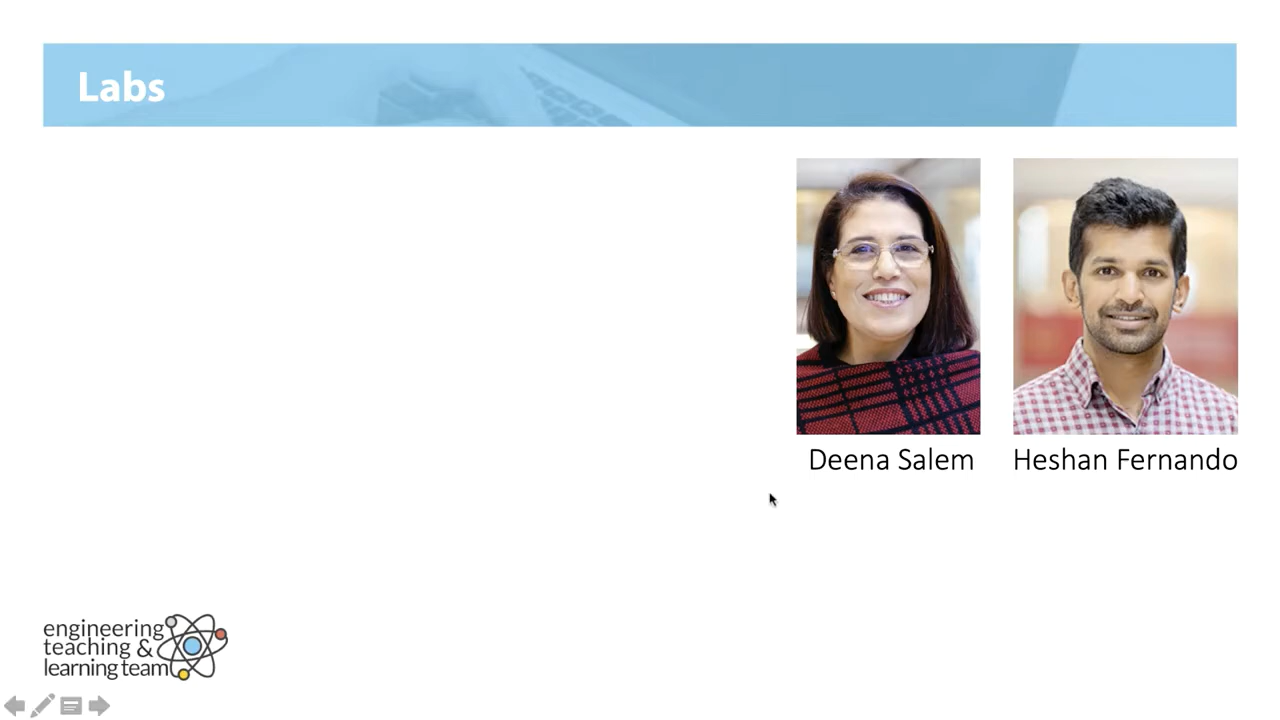 Labs
Deena Salem
Heshan Fernando
engineering
teaching &
learning team